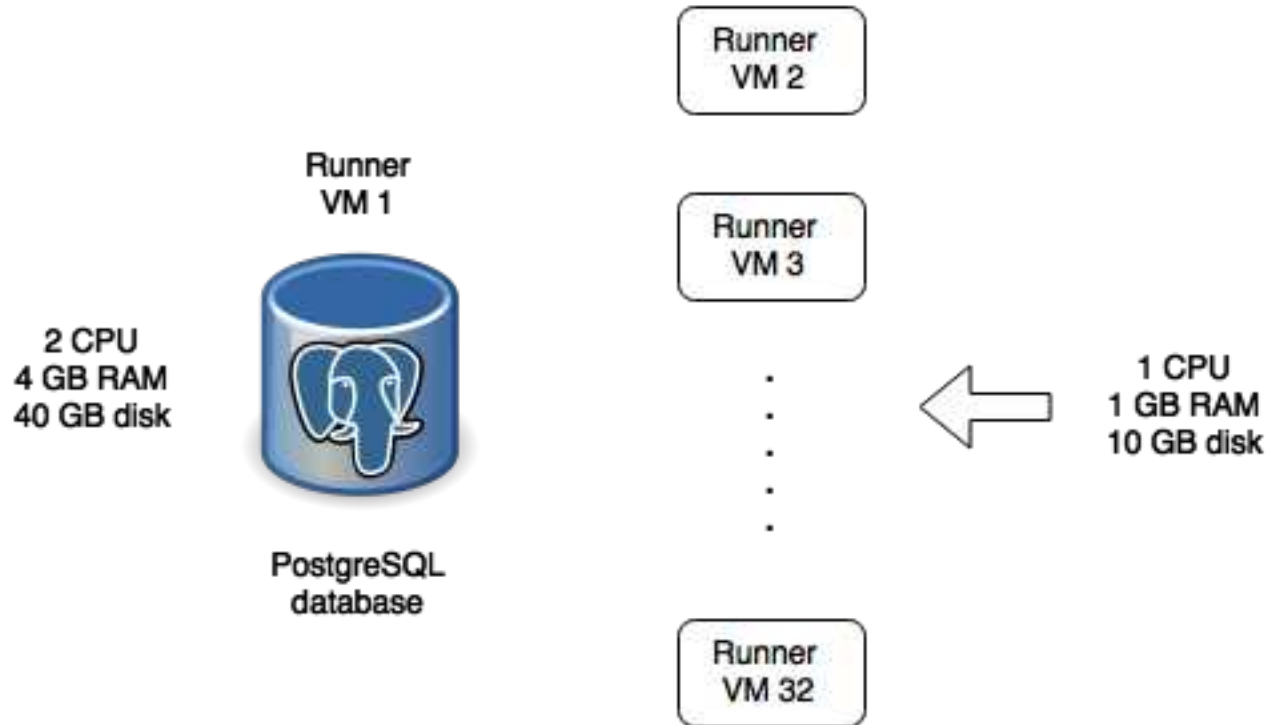 Runner
VM 1
2 CPU
4 GB RAM
40 GB disk
PostgreSQL
database
Runner
VM 2
Runner
VM 3
.
.
.
.
.
Runner
VM 32
1 CPU
1 GB RAM
10 GB disk